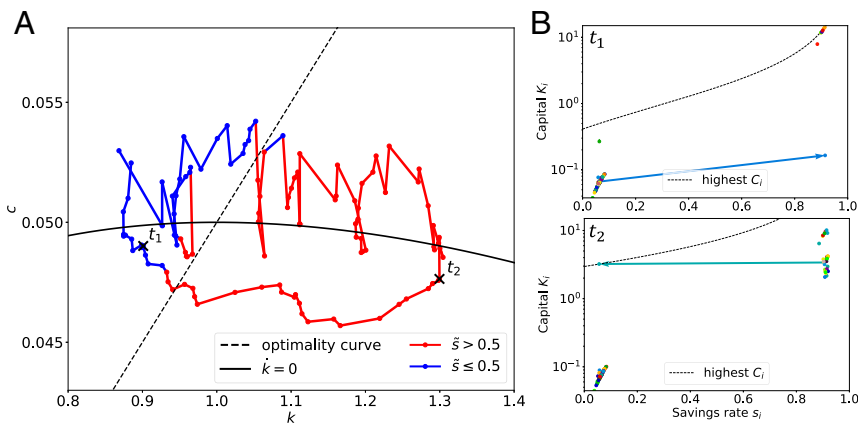 A
0.055
0.050
0.045
c
t₁
t₂
optimality curve
k̇ = 0
s̃ > 0.5
s̃ ≤ 0.5
0.8 0.9 1.0 1.1 1.2 1.3 1.4
k
B
t₁
Capital Kᵢ
10¹
10⁰
10⁻¹
highest Cᵢ
0.0 0.2 0.4 0.6 0.8 1.0
t₂
Capital Kᵢ
10¹
10⁰
10⁻¹
highest Cᵢ
0.0 0.2 0.4 0.6 0.8 1.0
Savings rate sᵢ